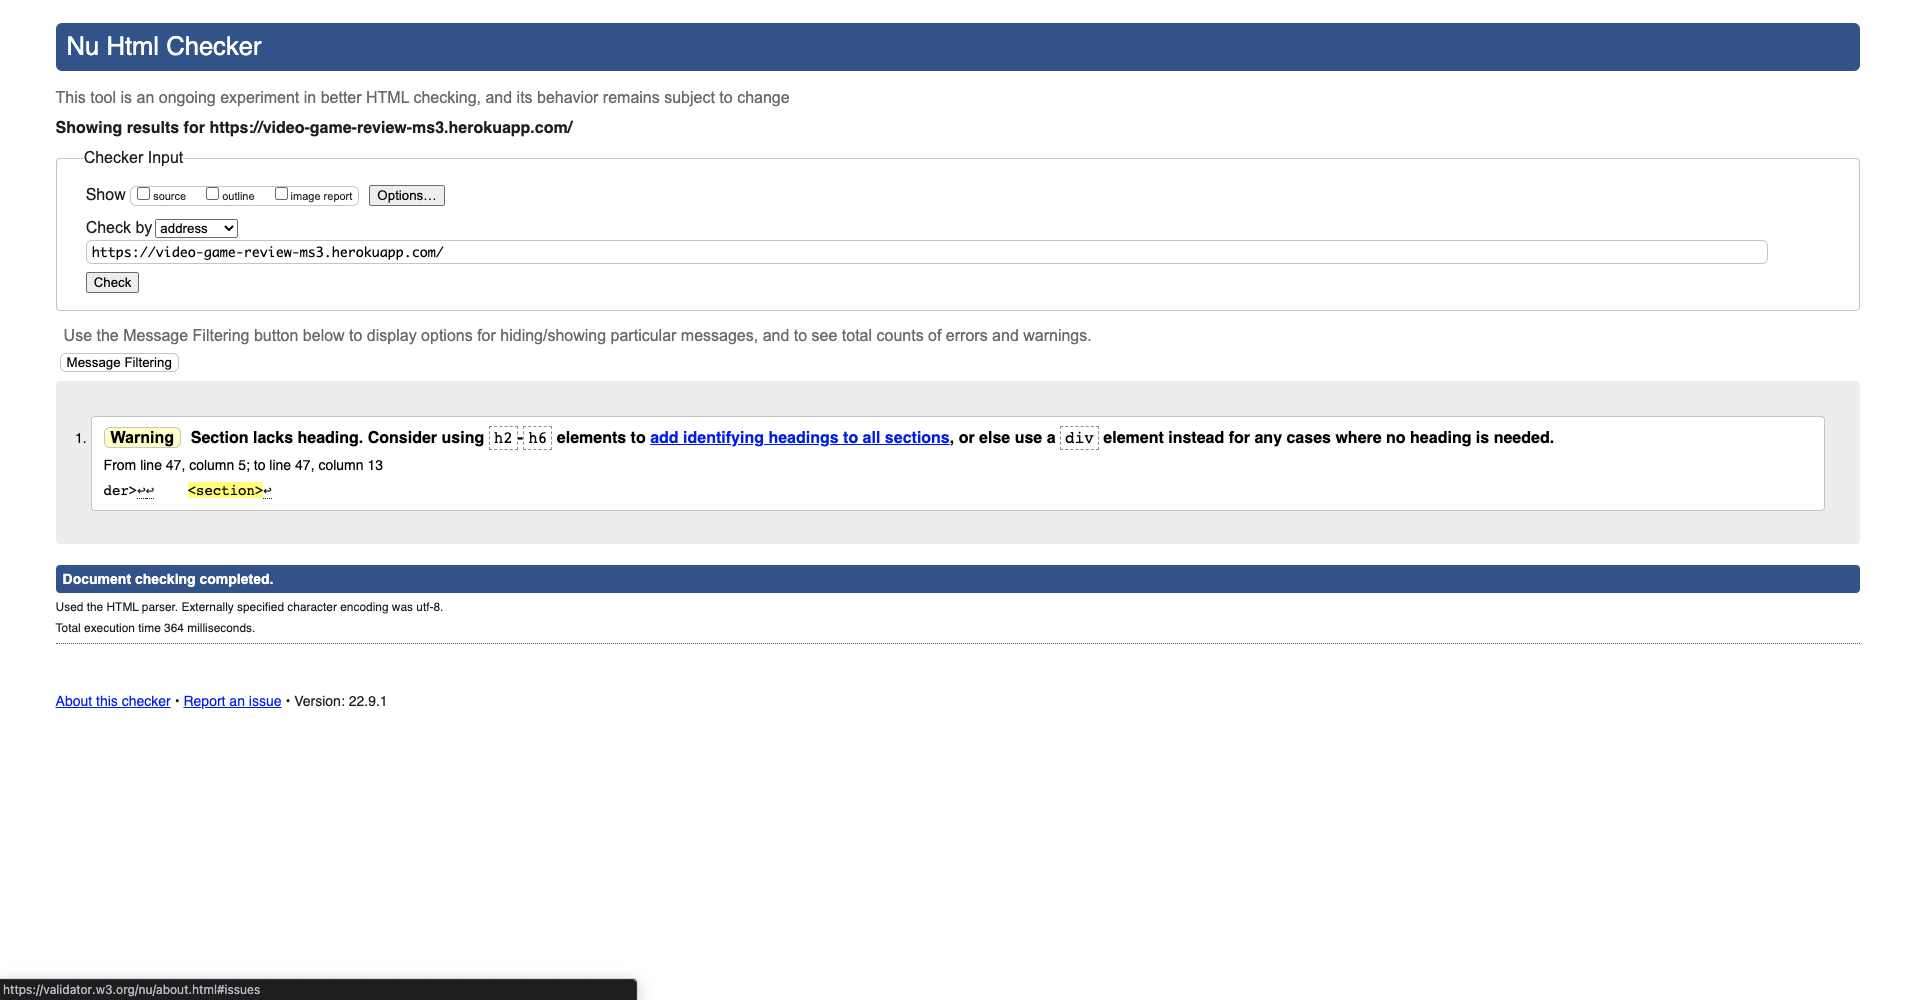 Nu Html Checker
This tool is an ongoing experiment in better HTML checking, and its behavior remains subject to change
Showing results for https://video-game-review-ms3.herokuapp.com/
Checker Input
Show source outline image report Options...
Check by address
https://video-game-review-ms3.herokuapp.com/
Check
Use the Message Filtering button below to display options for hiding/showing particular messages, and to see total counts of errors and warnings.
Message Filtering
1. Warning Section lacks heading. Consider using h2-h6 elements to add identifying headings to all sections, or else use a div element instead for any cases where no heading is needed.
From line 47, column 5; to line 47, column 13
der>↩↩ <section>↩
Document checking completed.
Used the HTML parser. Externally specified character encoding was utf-8.
Total execution time 364 milliseconds.
About this checker • Report an issue • Version: 22.9.1
https://validator.w3.org/nu/about.html#issues